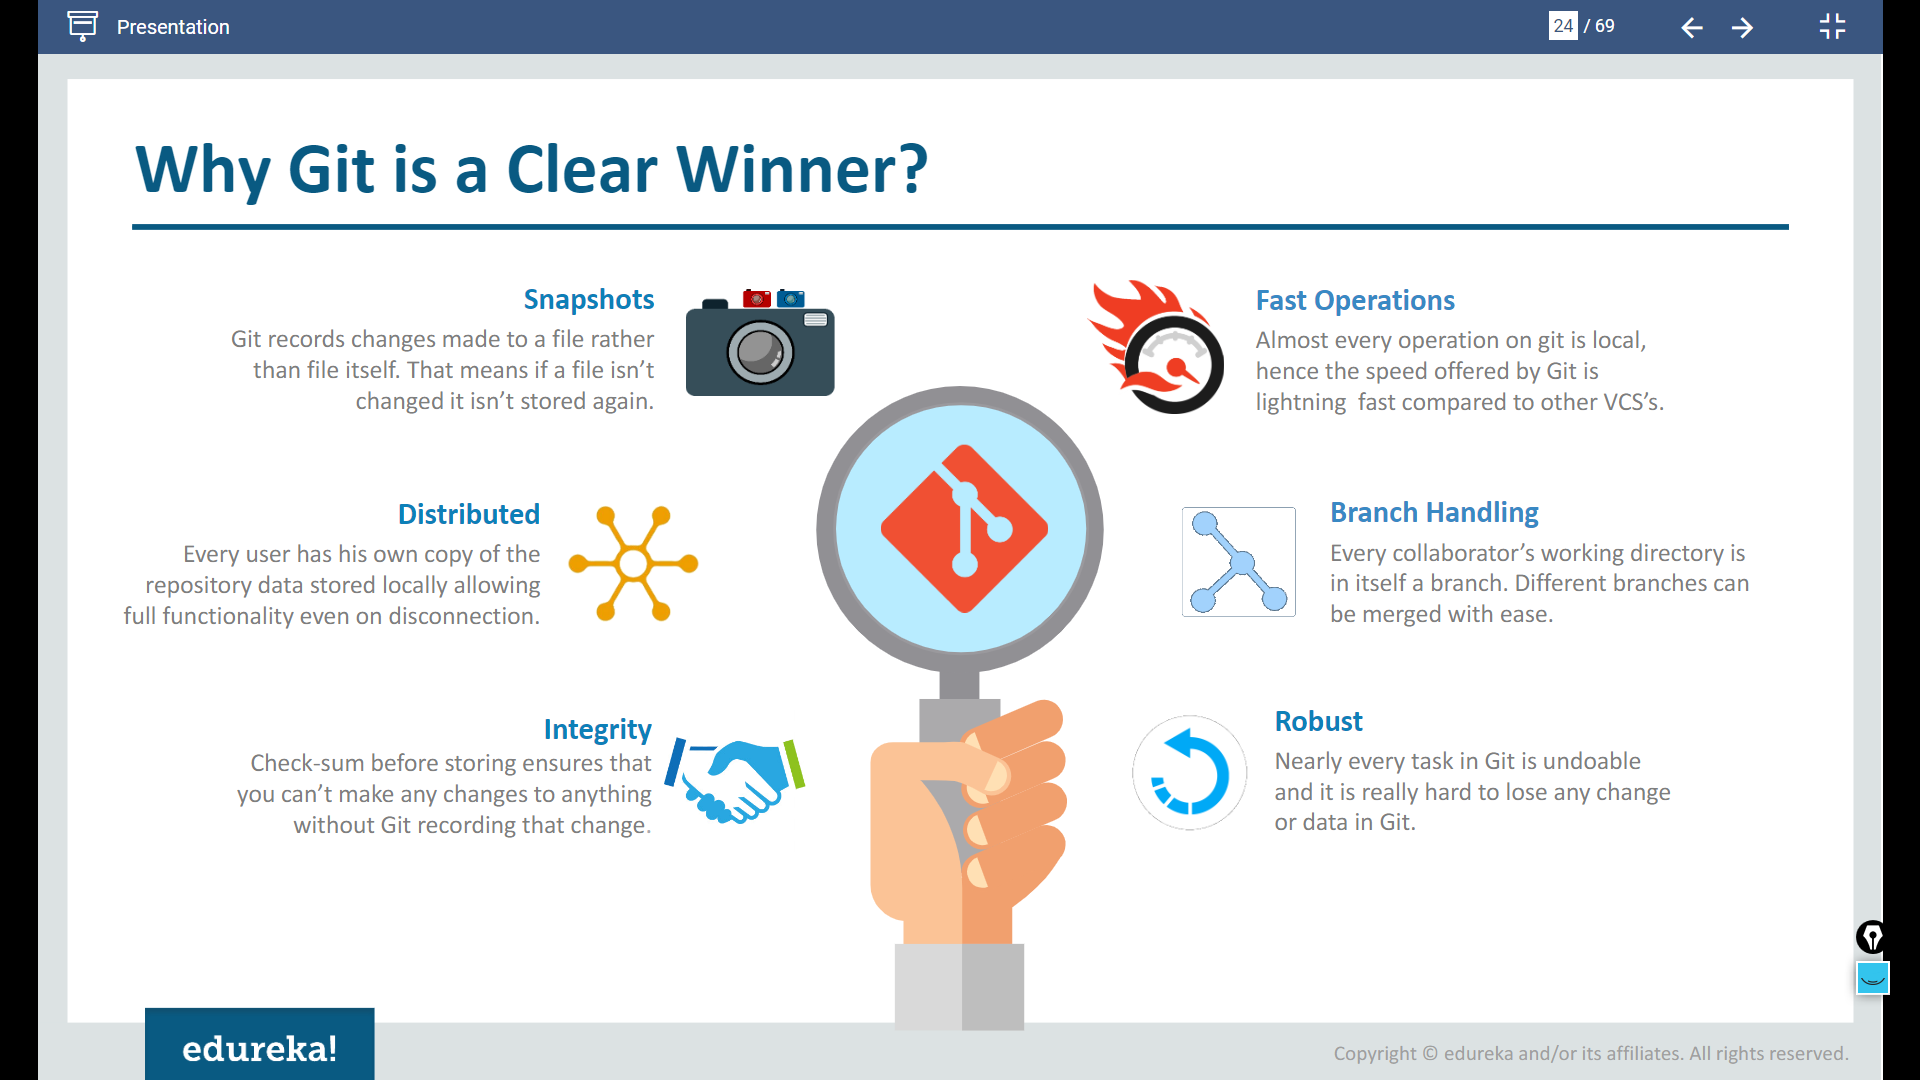 Presentation
24 / 69
Why Git is a Clear Winner?
Snapshots
Git records changes made to a file rather
than file itself. That means if a file isn’t
changed it isn’t stored again.
Fast Operations
Almost every operation on git is local,
hence the speed offered by Git is
lightning  fast compared to other VCS’s.
Distributed
Every user has his own copy of the
repository data stored locally allowing
full functionality even on disconnection.
Branch Handling
Every collaborator’s working directory is
in itself a branch. Different branches can
be merged with ease.
Integrity
Check-sum before storing ensures that
you can’t make any changes to anything
without Git recording that change.
Robust
Nearly every task in Git is undoable
and it is really hard to lose any change
or data in Git.
edureka!
Copyright © edureka and/or its affiliates. All rights reserved.